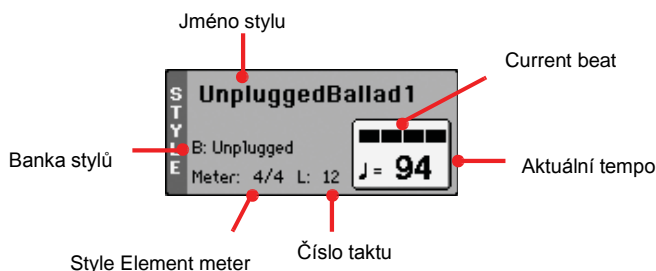 Jméno stylu
Current beat
STYLE
UnpluggedBallad1
Banka stylů
B: Unplugged
Meter: 4/4 L: 12
♩= 94
Aktuální tempo
Style Element meter
Číslo taktu